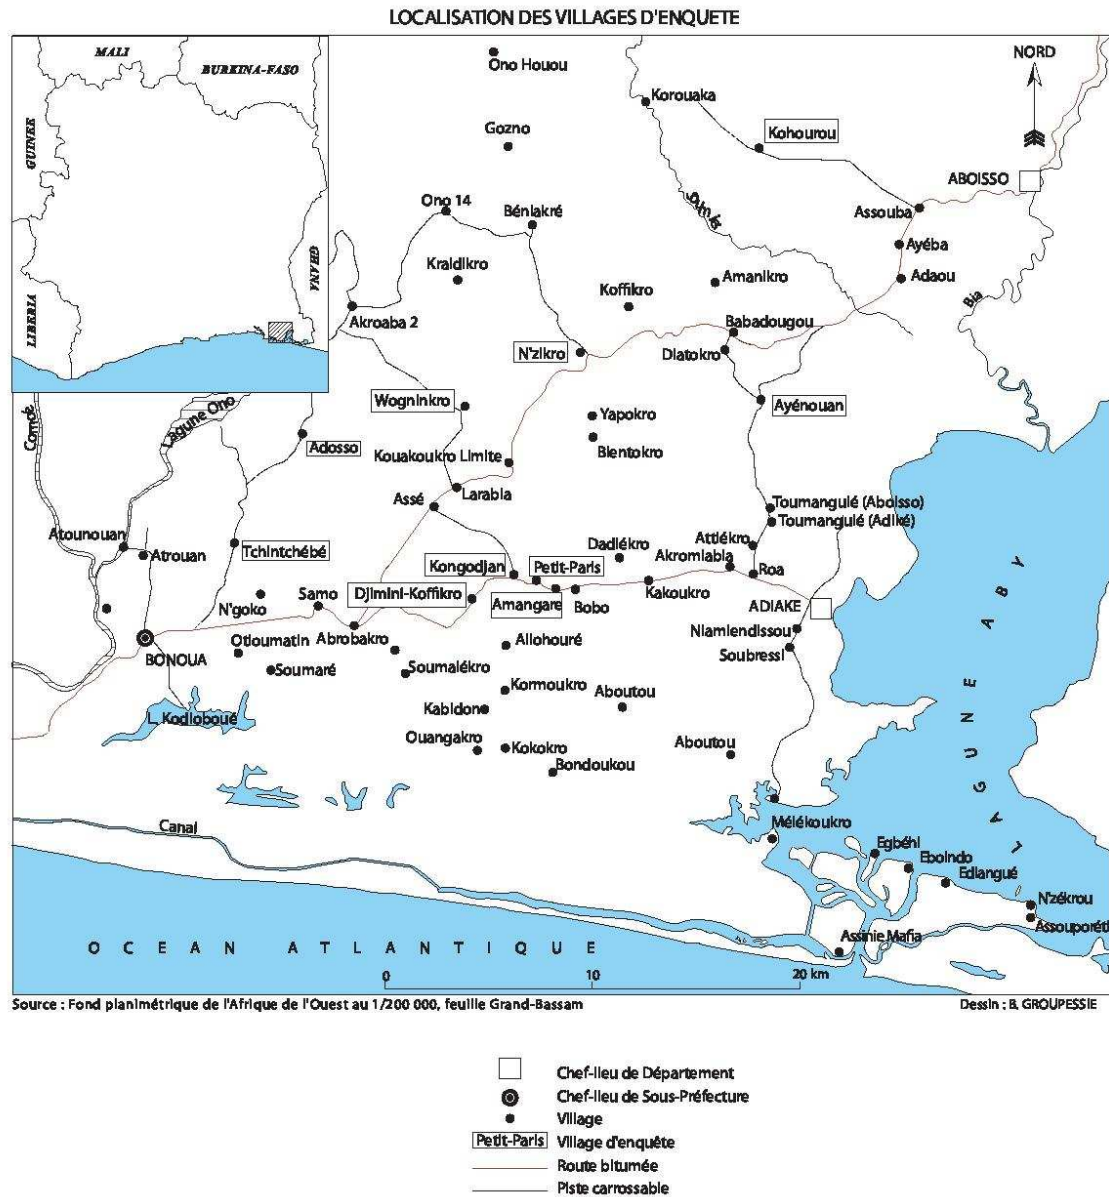 LOCALISATION DES VILLAGES D'ENQUETE
MALI
BURKINA-FASO
GUINEE
GHANA
LIBERIA
NORD
Ono Houou
Korouaka
Gozno
Kohourou
ABOISSO
Ono 14
Béniakré
Assouba
Ayéba
Kraidikro
Amanikro
Adaou
Koffikro
Bia
Akroaba 2
Babadougou
N'zikro
Diatokro
Comoé
Lagune Ono
Wogninkro
Ayénouan
Yapokro
Adosso
Bientokro
Kouakoukro Limite
Larabia
Assé
Toumanguié (Aboisso)
Toumanguié (Adiké)
Atounouan
Atrouan
Tchintchébé
Attiékro
Dadiékro
Akromiabia
Kongodjan
Petit-Paris
Roa
Djimini-Koffikro
Amangare
Bobo
Kakoukro
ADIAKE
N'goko
Samo
Abrobakro
Niamiendissou
Otioumatin
Allohouré
Soubressi
BONOUA
Soumaré
Soumalékro
Kormoukro
Aboutou
L. Kodioboué
Kabidon
Ouangakro
Kokokro
Aboutou
Bondoukou
LAGUNE ABY
Canal
Mélékoukro
Egbéhi
Eboindo
Ediangué
N'zékrou
Assouporéti
Assinie Mafia
OCEAN ATLANTIQUE
0 10 20 km
Source : Fond planimétrique de l'Afrique de l'Ouest au 1/200 000, feuille Grand-Bassam
Dessin : B. GROUPESSIE
Chef-lieu de Département
Chef-lieu de Sous-Préfecture
Village
Petit-Paris Village d'enquête
Route bitumée
Piste carrossable